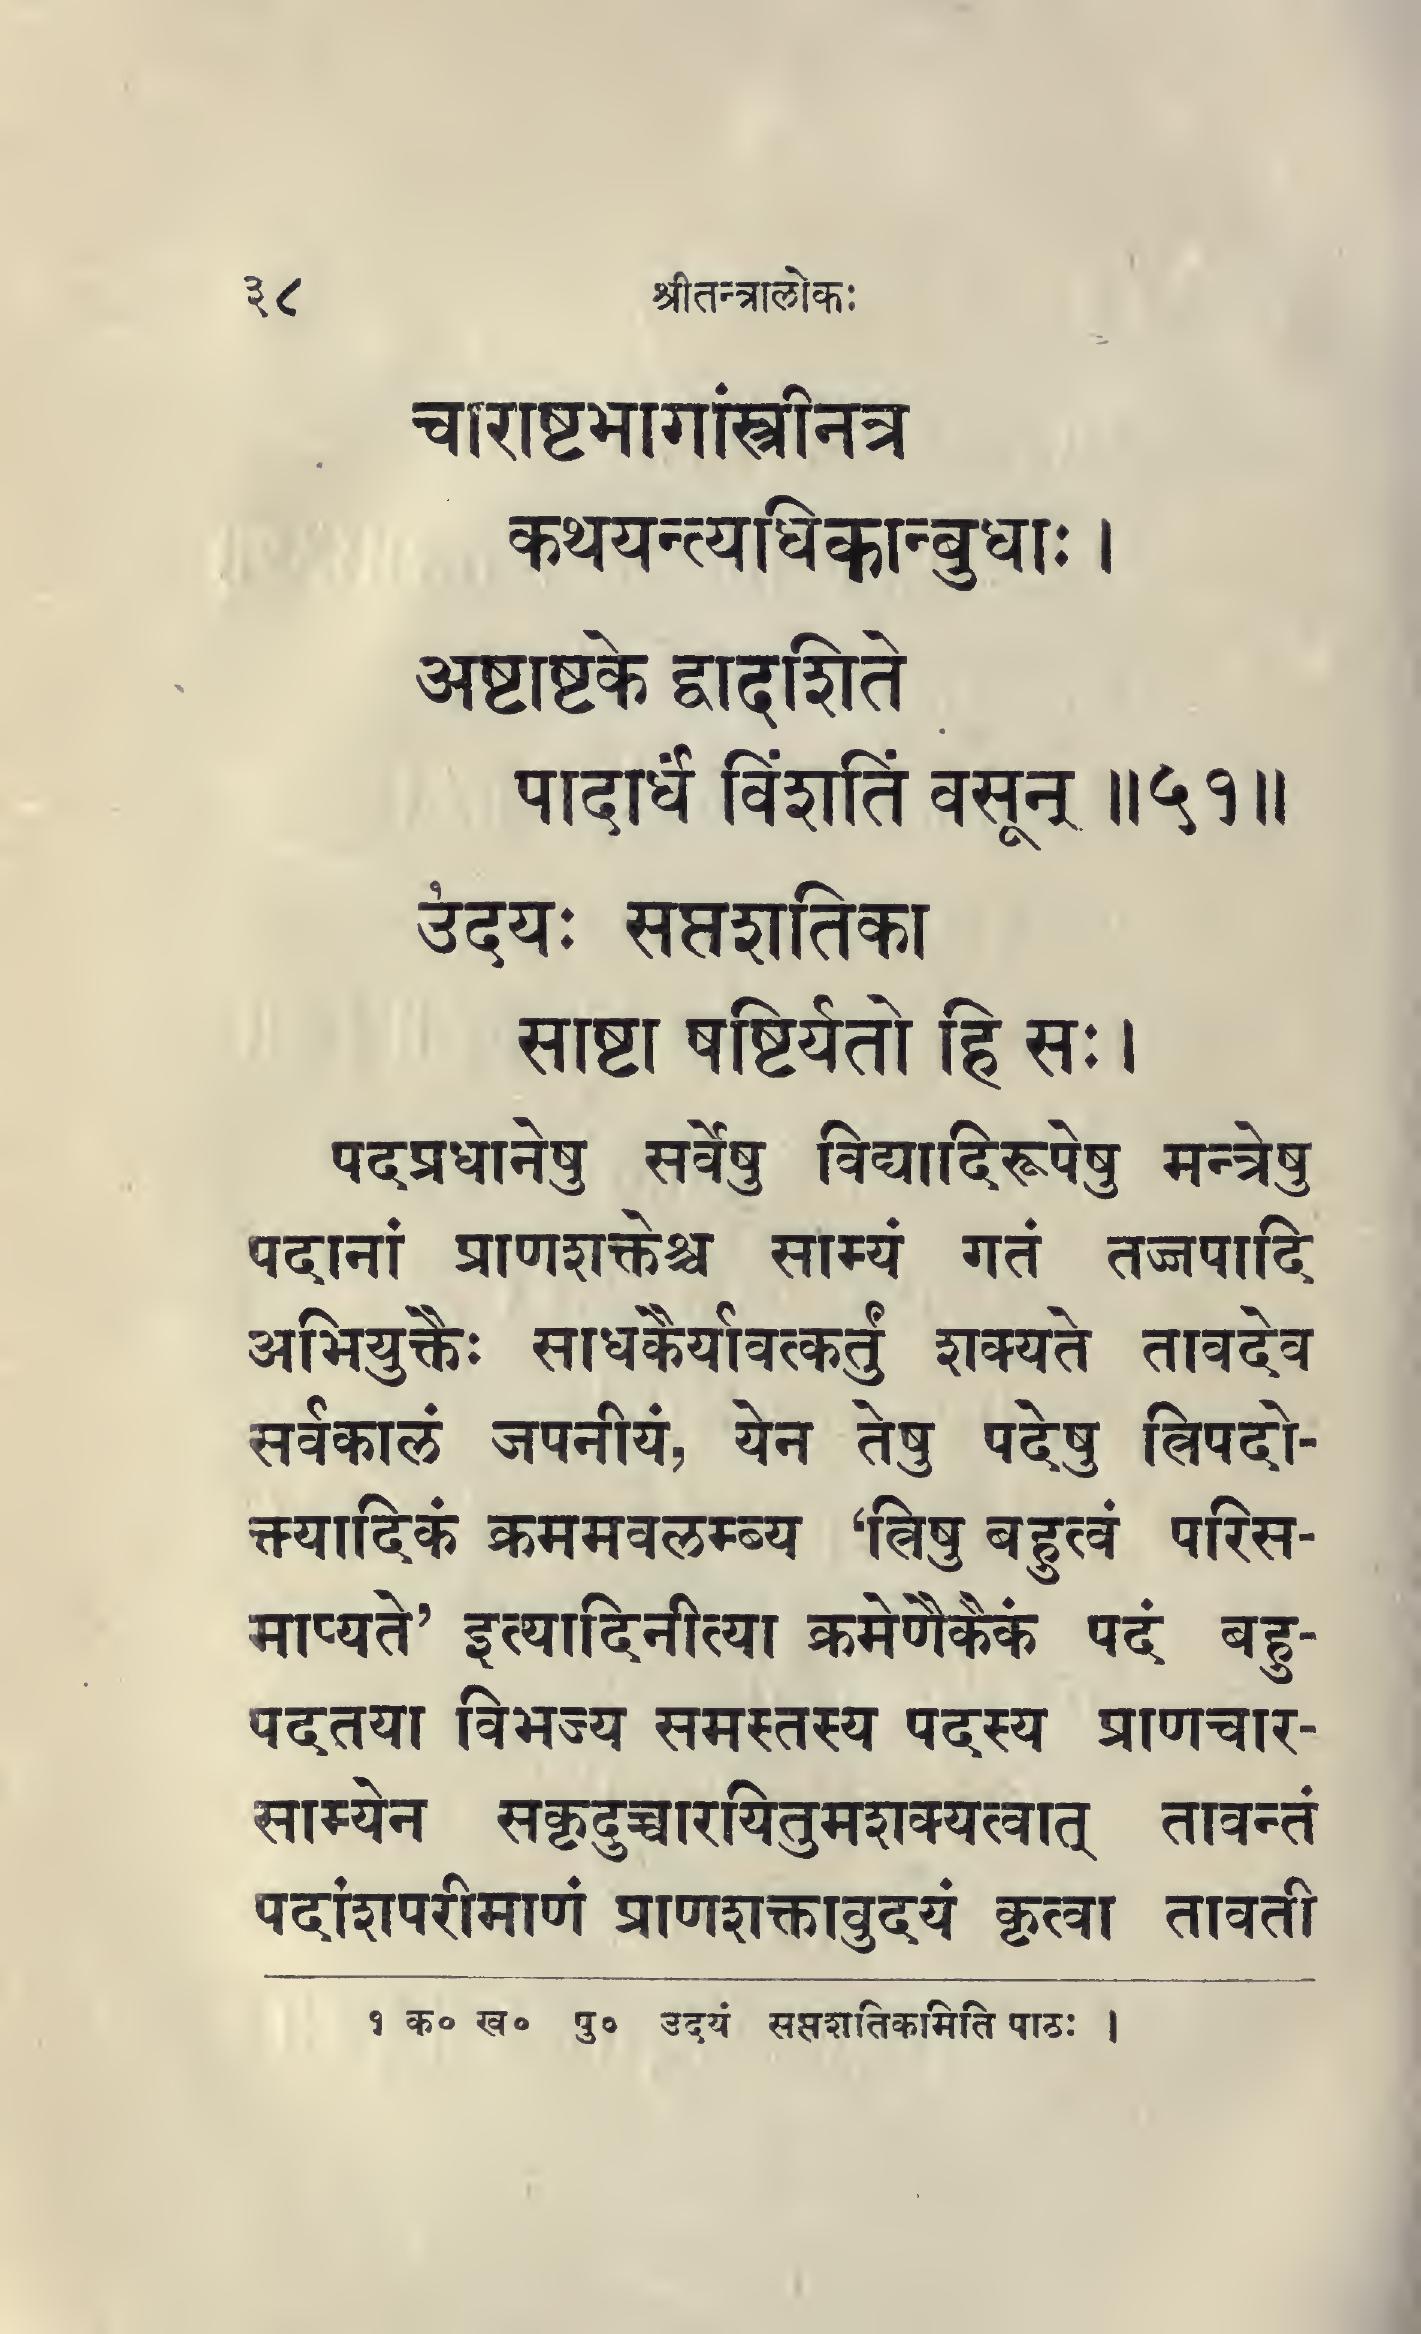 ३८ श्रीतन्त्रालोकः
चाराष्टभागांस्त्रीनत्र
कथयन्त्यधिकान्बुधाः ।
अष्टाष्टके द्वादशिते
पादार्धं विंशतिं वसून् ॥५१॥
उ१दयः सप्तशतिका
साष्टा षष्टिर्यतो हि सः ।
पदप्रधानेषु सर्वेषु विद्यादिरूपेषु मन्त्रेषु
पदानां प्राणशक्तेश्च साम्यं गतं तज्जपादि
अभियुक्तैः साधकैर्यावत्कर्तुं शक्यते तावदेव
सर्वकालं जपनीयं, येन तेषु पदेषु त्रिपदो-
क्त्यादिकं क्रममवलम्ब्य ‘त्रिषु बहुत्वं परिस-
माप्यते’ इत्यादिनीत्या क्रमेणैकैकं पदं बहु-
पदतया विभज्य समस्तस्य पदस्य प्राणचार-
साम्येन सकृदुच्चारयितुमशक्यत्वात् तावन्तं
पदांशपरीमाणं प्राणशक्तावुदयं कृत्वा तावती
१ क० ख० पु० उदयं सप्तशतिकमिति पाठः ।